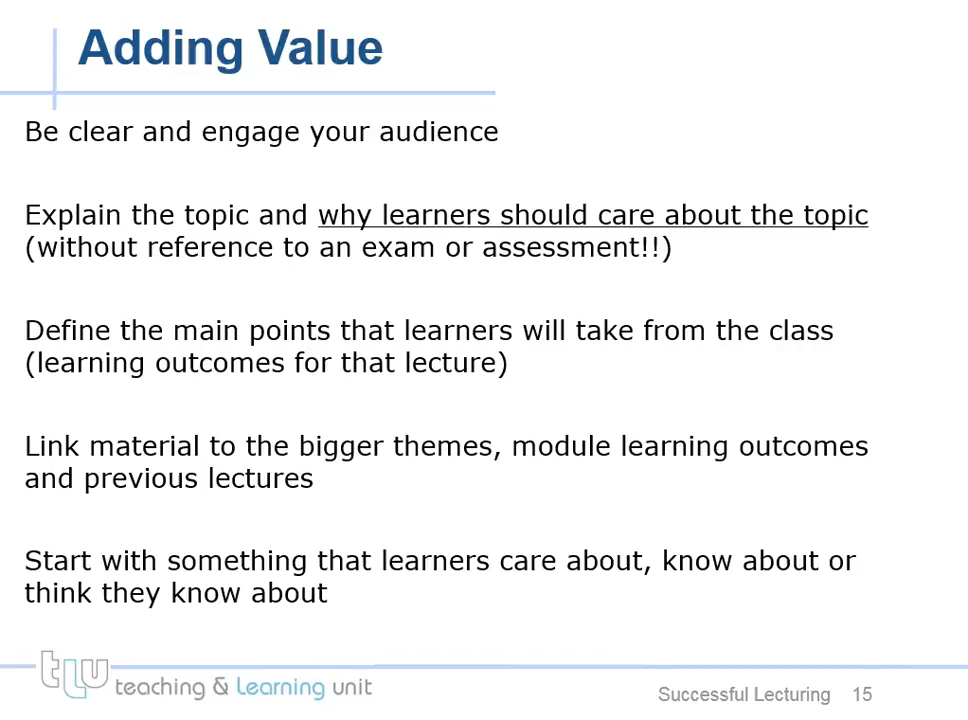 Adding Value
Be clear and engage your audience
Explain the topic and why learners should care about the topic
(without reference to an exam or assessment!!)
Define the main points that learners will take from the class
(learning outcomes for that lecture)
Link material to the bigger themes, module learning outcomes
and previous lectures
Start with something that learners care about, know about or
think they know about
tlu teaching & learning unit
Successful Lecturing 15